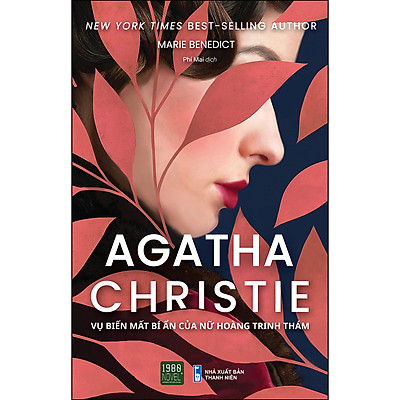 NEW YORK TIMES BEST-SELLING AUTHOR
MARIE BENEDICT
Phí Mai dịch
AGATHA
CHRISTIE
VỤ BIẾN MẤT BÍ ẨN CỦA NỮ HOÀNG TRINH THÁM
1980
NOVEL
NHÀ XUẤT BẢN
THANH NIÊN